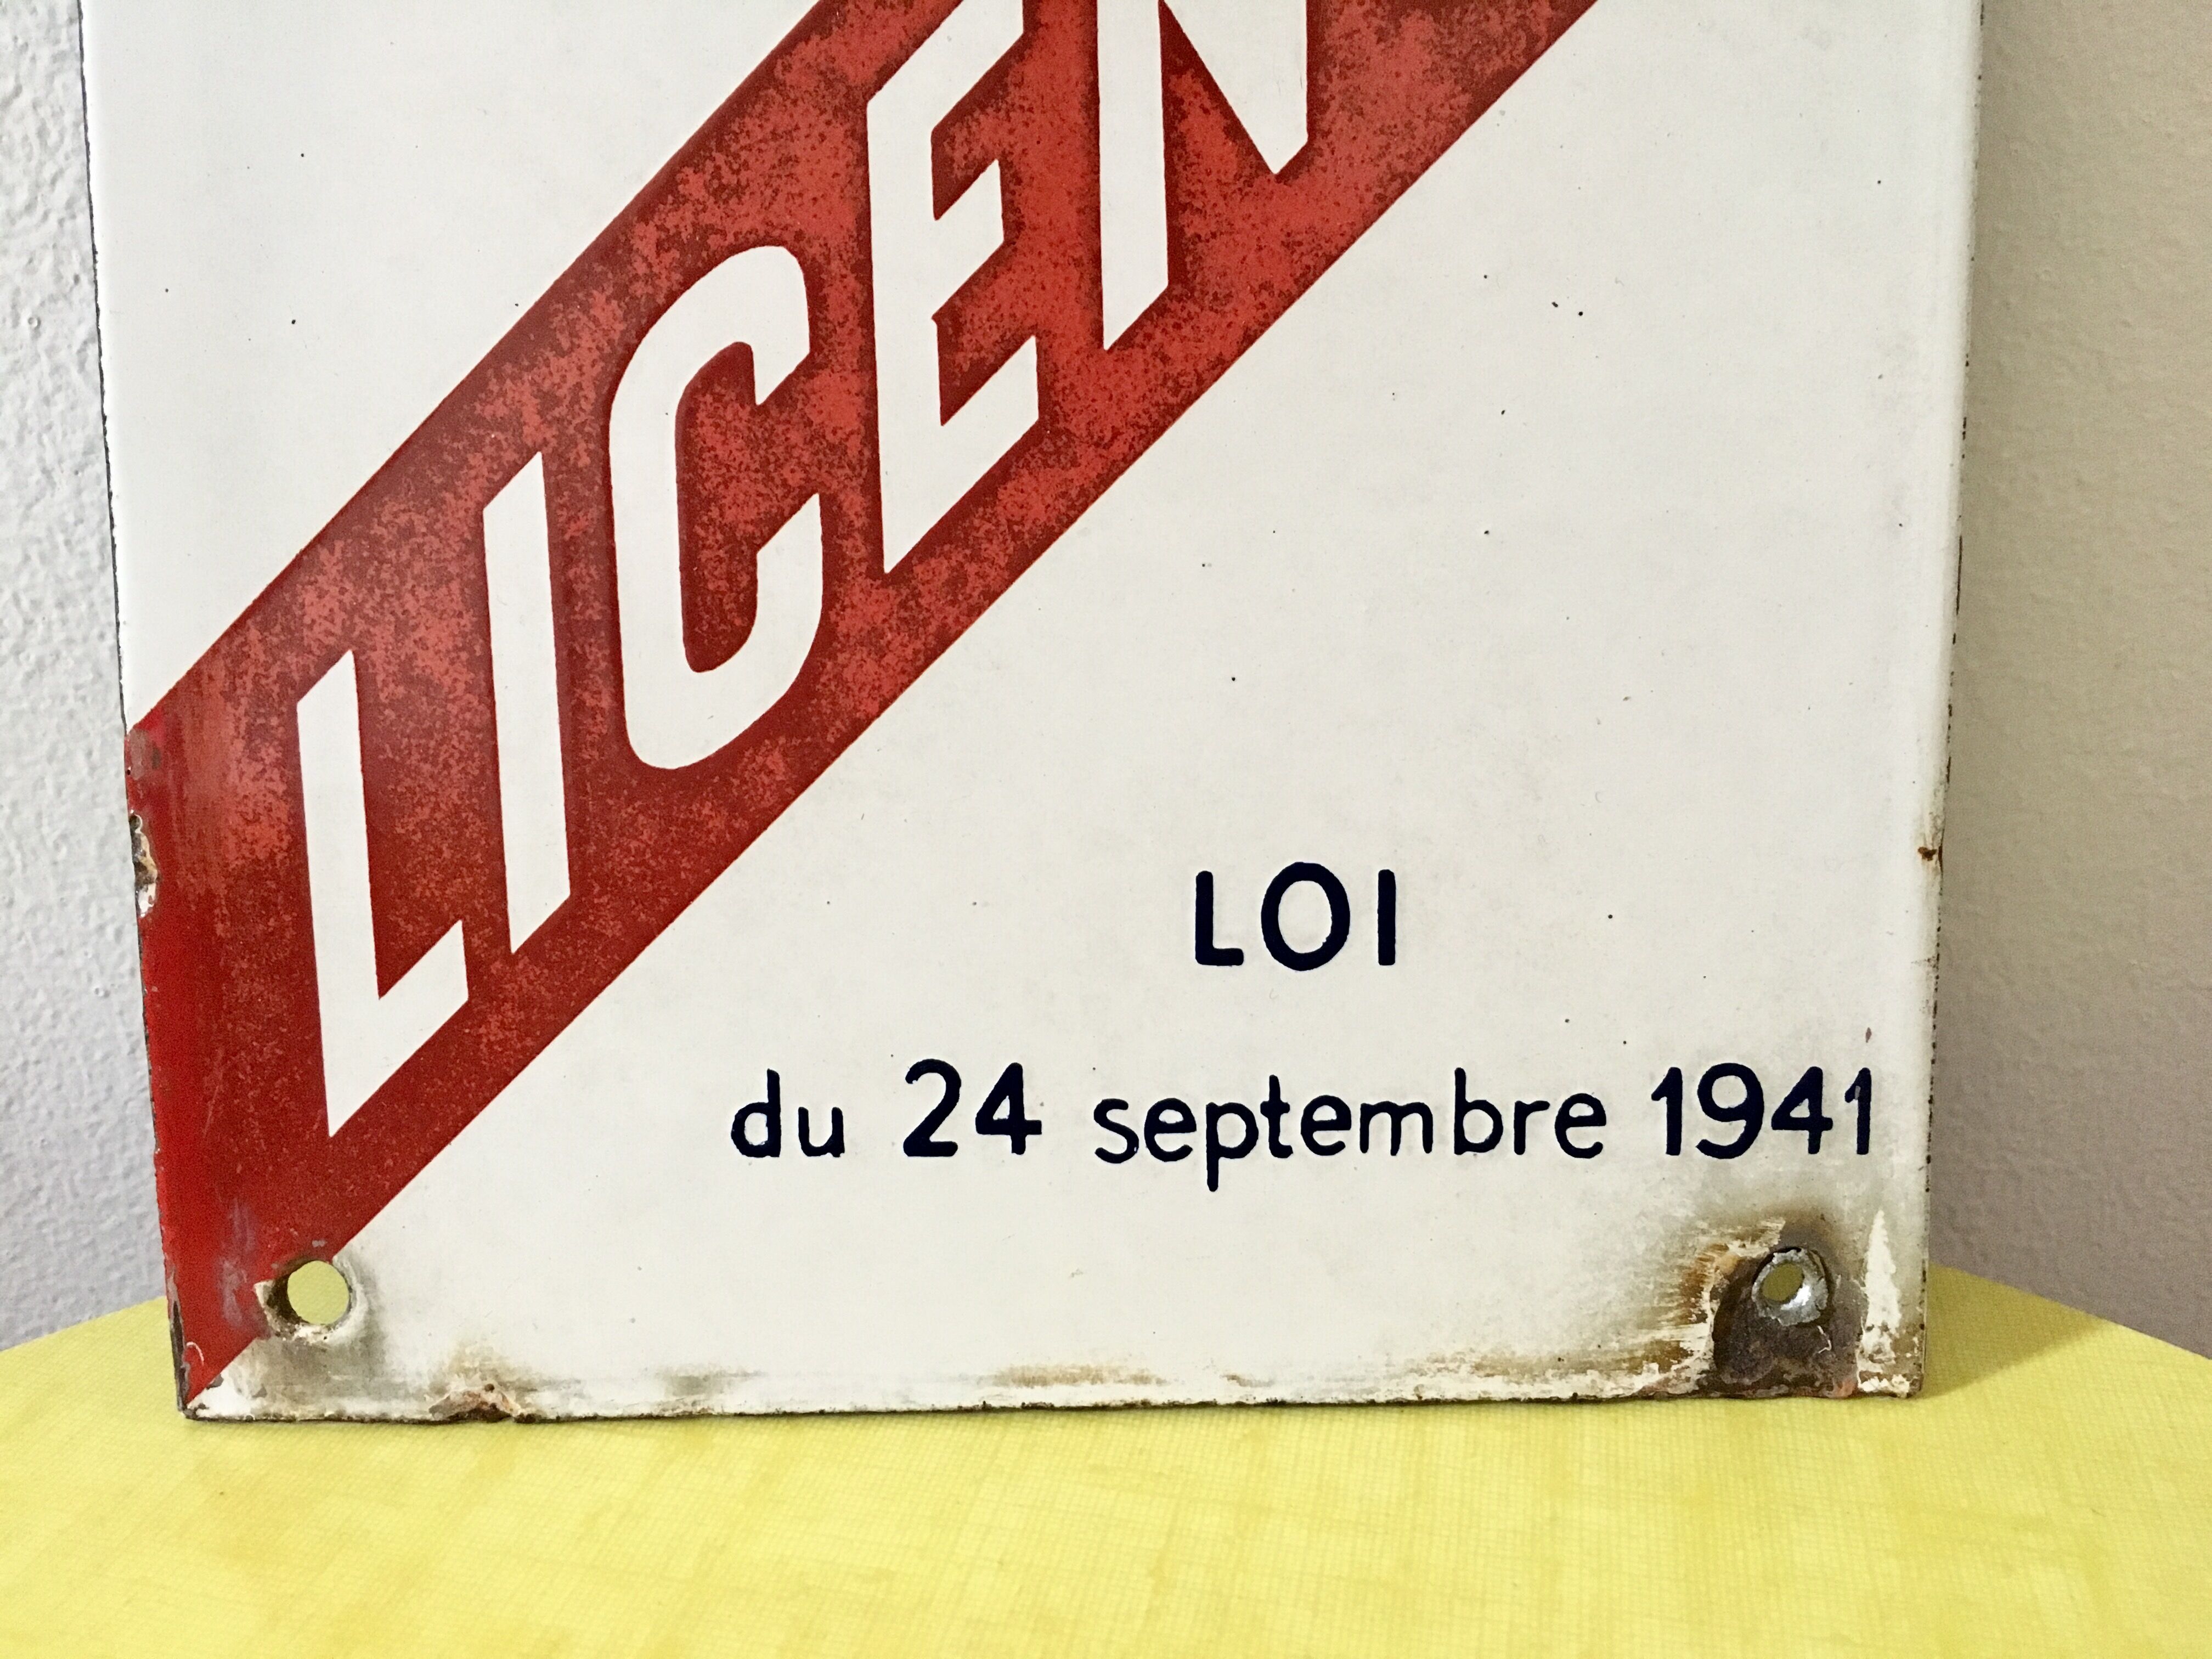 LICEN
LOI
du 24 septembre 1941